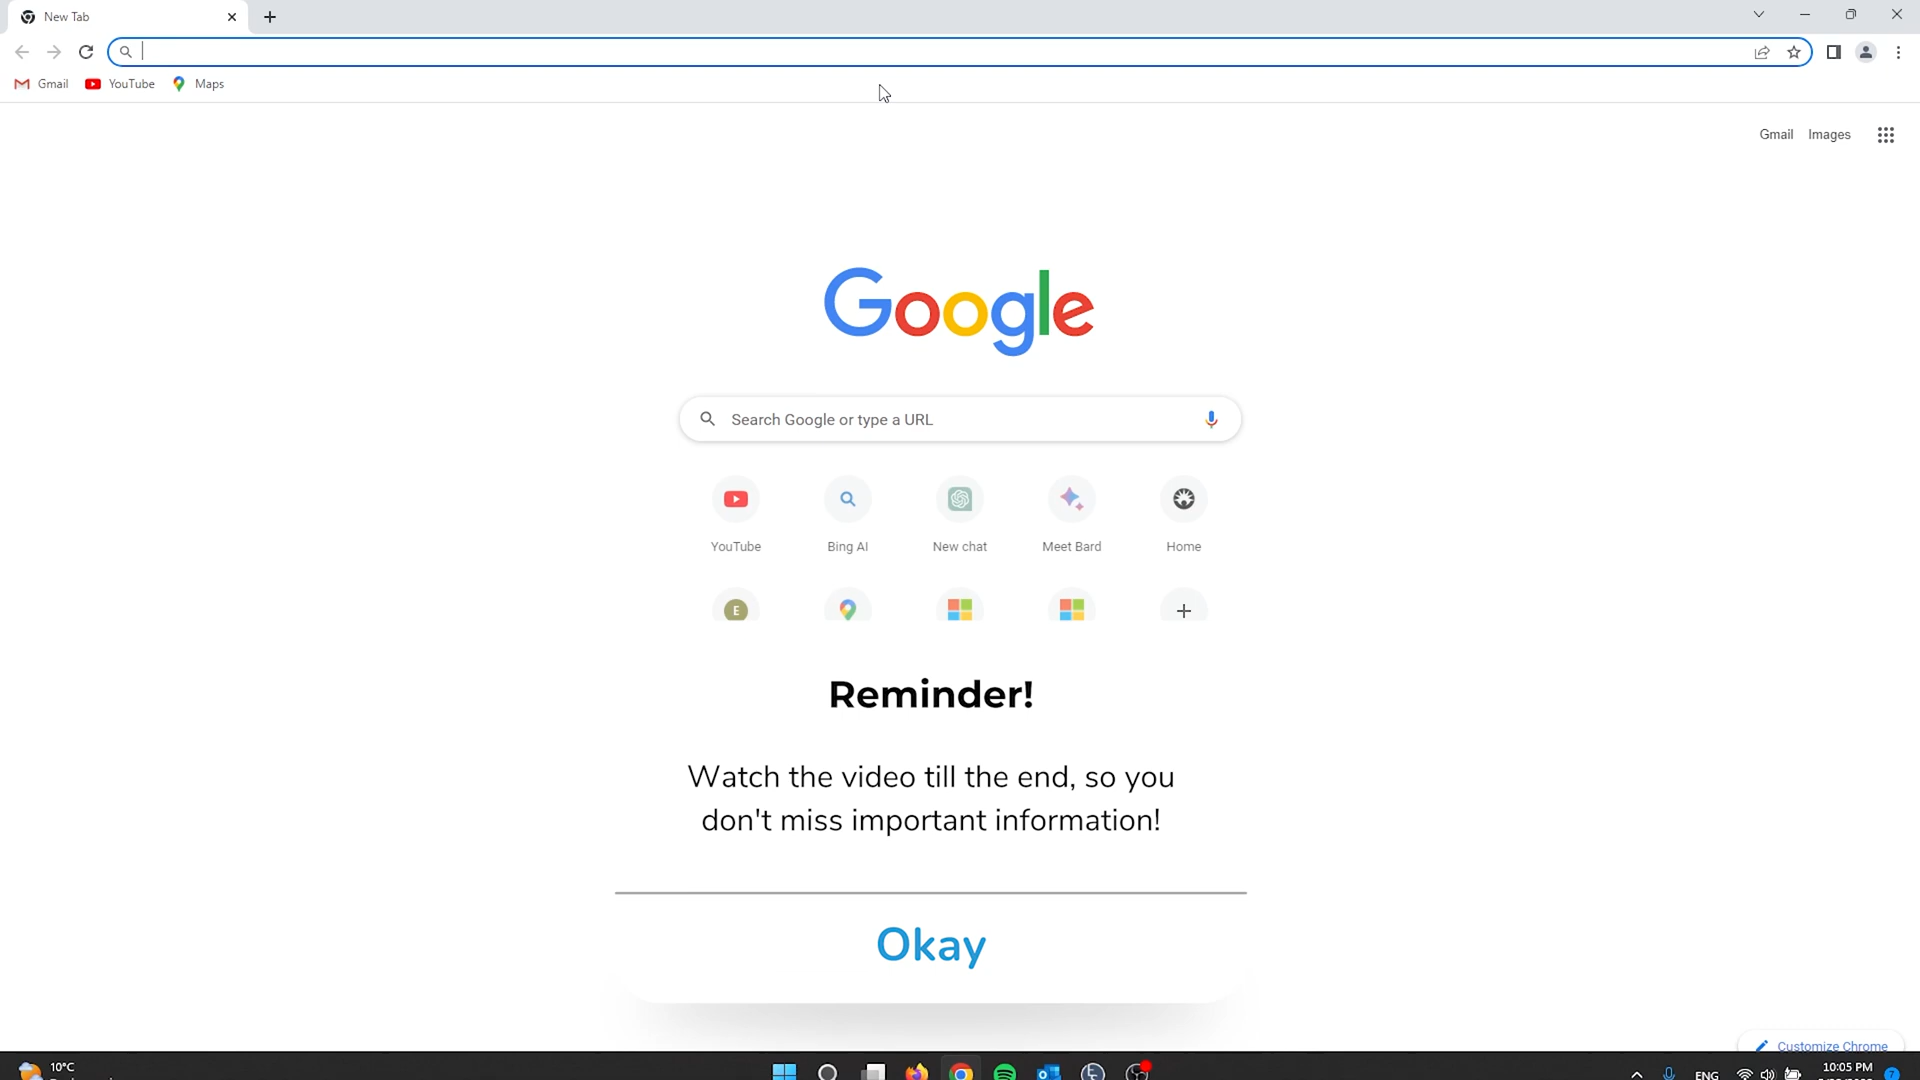 New Tab
Gmail YouTube Maps
Gmail Images
Google
Search Google or type a URL
YouTube Bing AI New chat Meet Bard Home
E
Reminder!
Watch the video till the end, so you
don't miss important information!
Okay
Customize Chrome
10°C
ENG
10:05 PM
7